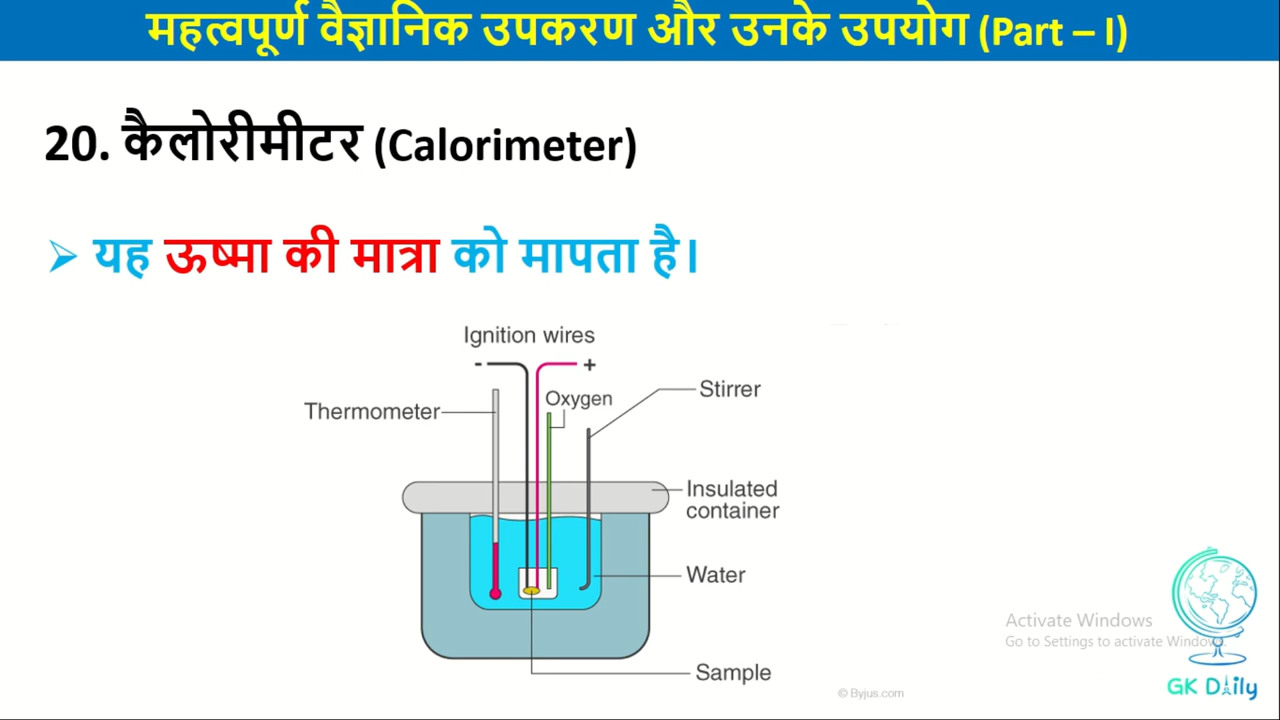 महत्वपूर्ण वैज्ञानिक उपकरण और उनके उपयोग (Part – I)
20. कैलोरीमीटर (Calorimeter)
➢ यह ऊष्मा की मात्रा को मापता है।
Ignition wires
- +
Oxygen
Stirrer
Thermometer
Insulated
container
Water
Sample
Activate Windows
Go to Settings to activate Windows.
GK Daily
© Byjus.com